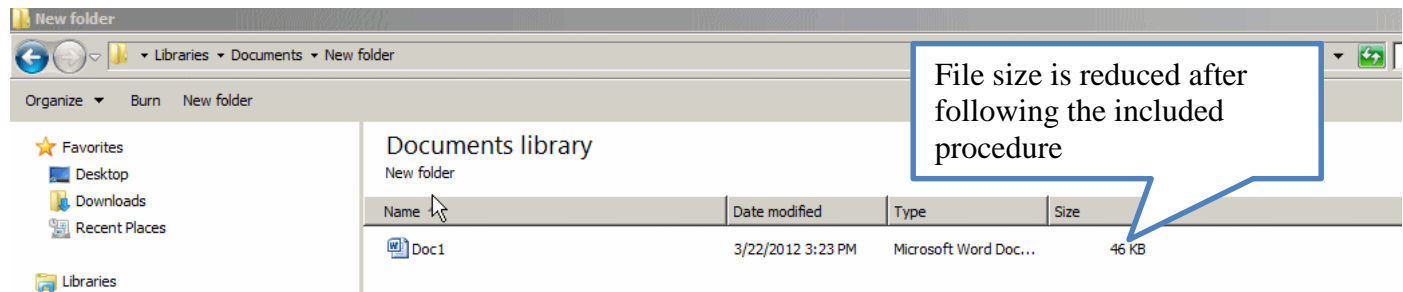 New folder
Libraries ▾ Documents ▾ New folder
File size is reduced after
following the included
procedure
Organize ▼ Burn New folder
Favorites
Desktop
Downloads
Recent Places
Libraries
Documents library
New folder
Name Date modified Type Size
Doc1 3/22/2012 3:23 PM Microsoft Word Doc... 46 KB